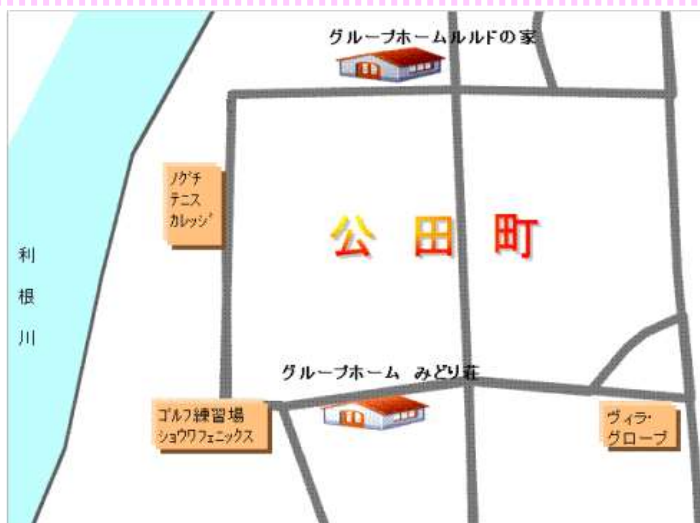 グループホームルルドの家
ノグチ
テニス
カレッジ
公田町
利根川
グループホーム　みどり荘
ゴルフ練習場
ショウワフェニックス
ヴィラ・
グローブ